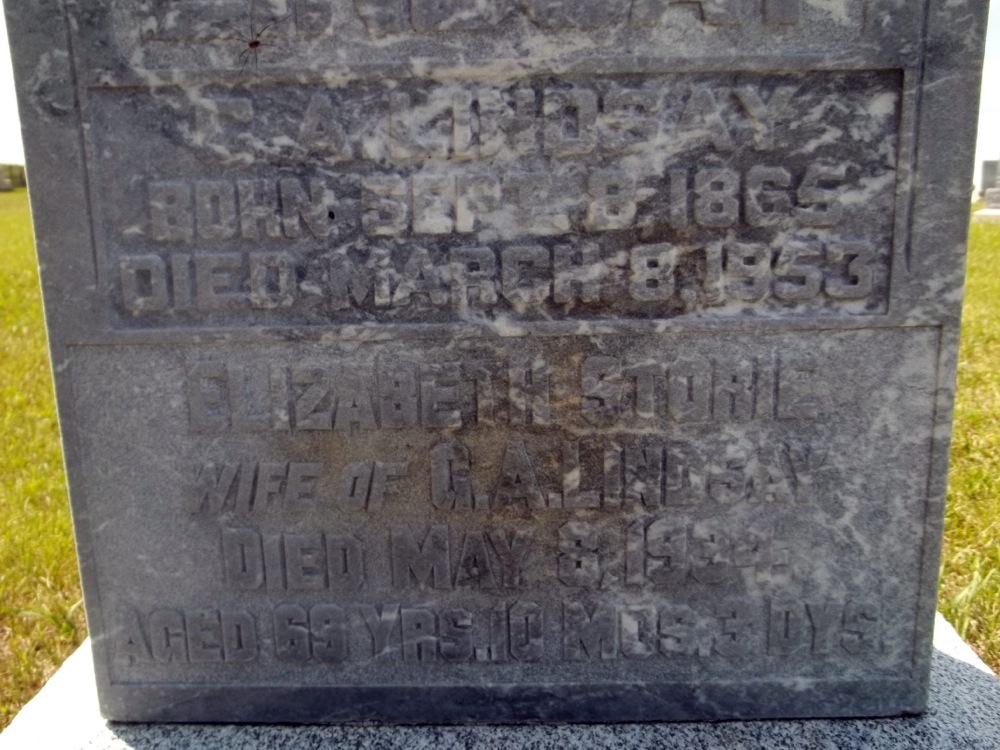 LINDSAY
G. A. LINDSAY
BORN SEPT. 8, 1865
DIED MARCH 8, 1953
ELIZABETH STORIE
WIFE OF G. A. LINDSAY
DIED MAY 8, 1934
AGED 69 YRS. 10 MOS. 3 DYS.